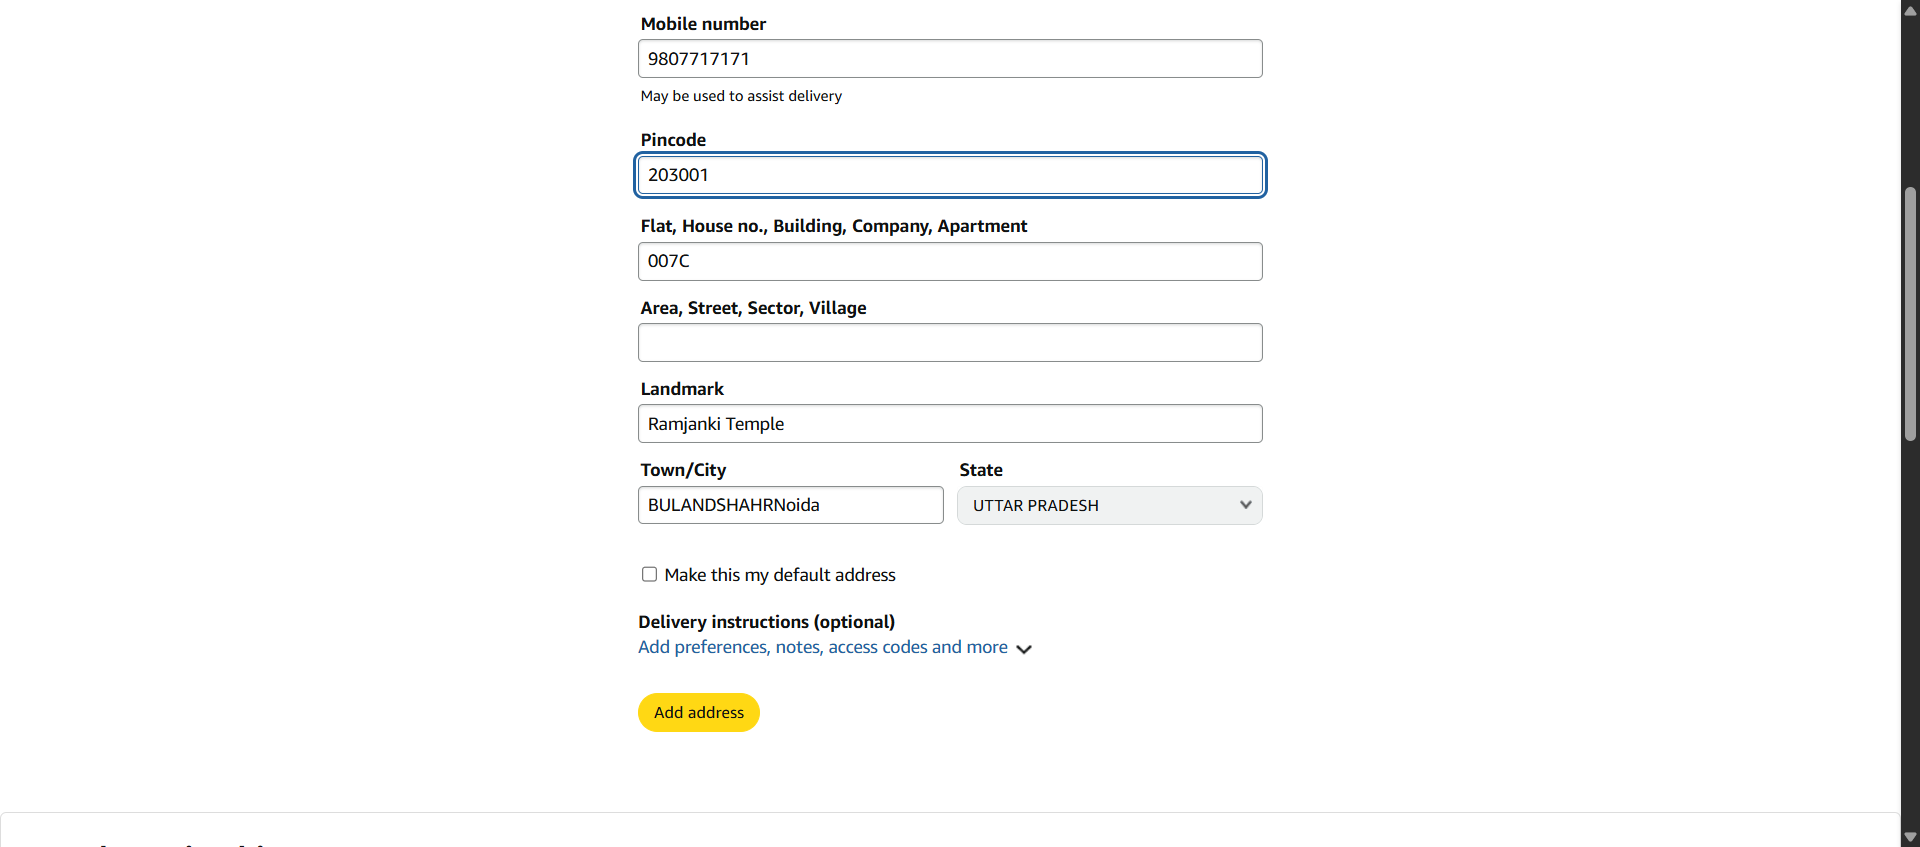 Mobile number
9807717171
May be used to assist delivery
Pincode
203001
Flat, House no., Building, Company, Apartment
007C
Area, Street, Sector, Village
Landmark
Ramjanki Temple
Town/City State
BULANDSHAHRNoida UTTAR PRADESH
Make this my default address
Delivery instructions (optional)
Add preferences, notes, access codes and more
Add address